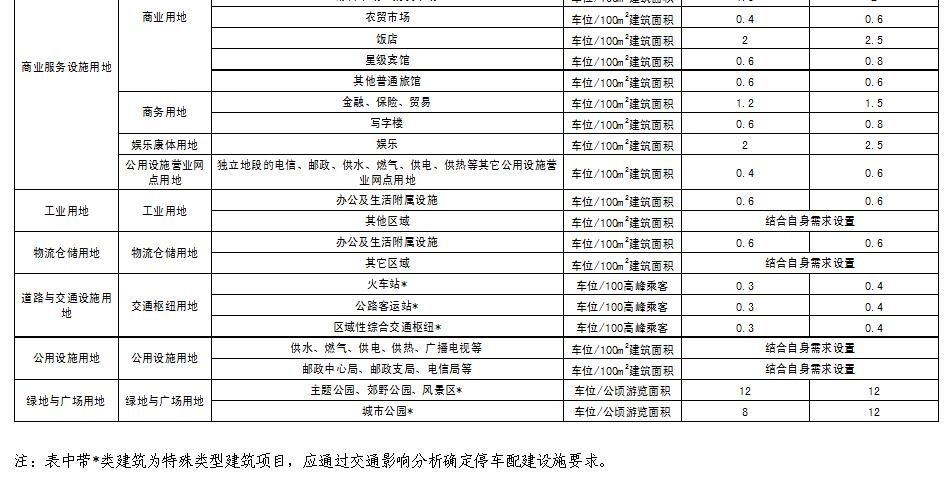 商业服务设施用地
商业用地
农贸市场 车位/100m²建筑面积 0.4 0.6
饭店 车位/100m²建筑面积 2 2.5
星级宾馆 车位/100m²建筑面积 0.6 0.8
其他普通旅馆 车位/100m²建筑面积 0.6 0.6
商务用地
金融、保险、贸易 车位/100m²建筑面积 1.2 1.5
写字楼 车位/100m²建筑面积 0.6 0.8
娱乐康体用地 娱乐 车位/100m²建筑面积 2 2.5
公用设施营业网
点用地
独立地段的电信、邮政、供水、燃气、供电、供热等其它公用设施营
业网点用地
车位/100m²建筑面积 0.4 0.6
工业用地 工业用地
办公及生活附属设施 车位/100m²建筑面积 0.6 0.6
其他区域 车位/100m²建筑面积 结合自身需求设置
物流仓储用地 物流仓储用地
办公及生活附属设施 车位/100m²建筑面积 0.6 0.6
其它区域 车位/100m²建筑面积 结合自身需求设置
道路与交通设施用
地
交通枢纽用地
火车站* 车位/100高峰乘客 0.3 0.4
公路客运站* 车位/100高峰乘客 0.3 0.4
区域性综合交通枢纽* 车位/100高峰乘客 0.3 0.4
公用设施用地 公用设施用地
供水、燃气、供电、供热、广播电视等 车位/100m²建筑面积 结合自身需求设置
邮政中心局、邮政支局、电信局等 车位/100m²建筑面积 结合自身需求设置
绿地与广场用地 绿地与广场用地
主题公园、郊野公园、风景区* 车位/公顷游览面积 12 12
城市公园* 车位/公顷游览面积 8 12
注：表中带*类建筑为特殊类型建筑项目，应通过交通影响分析确定停车配建设施要求。